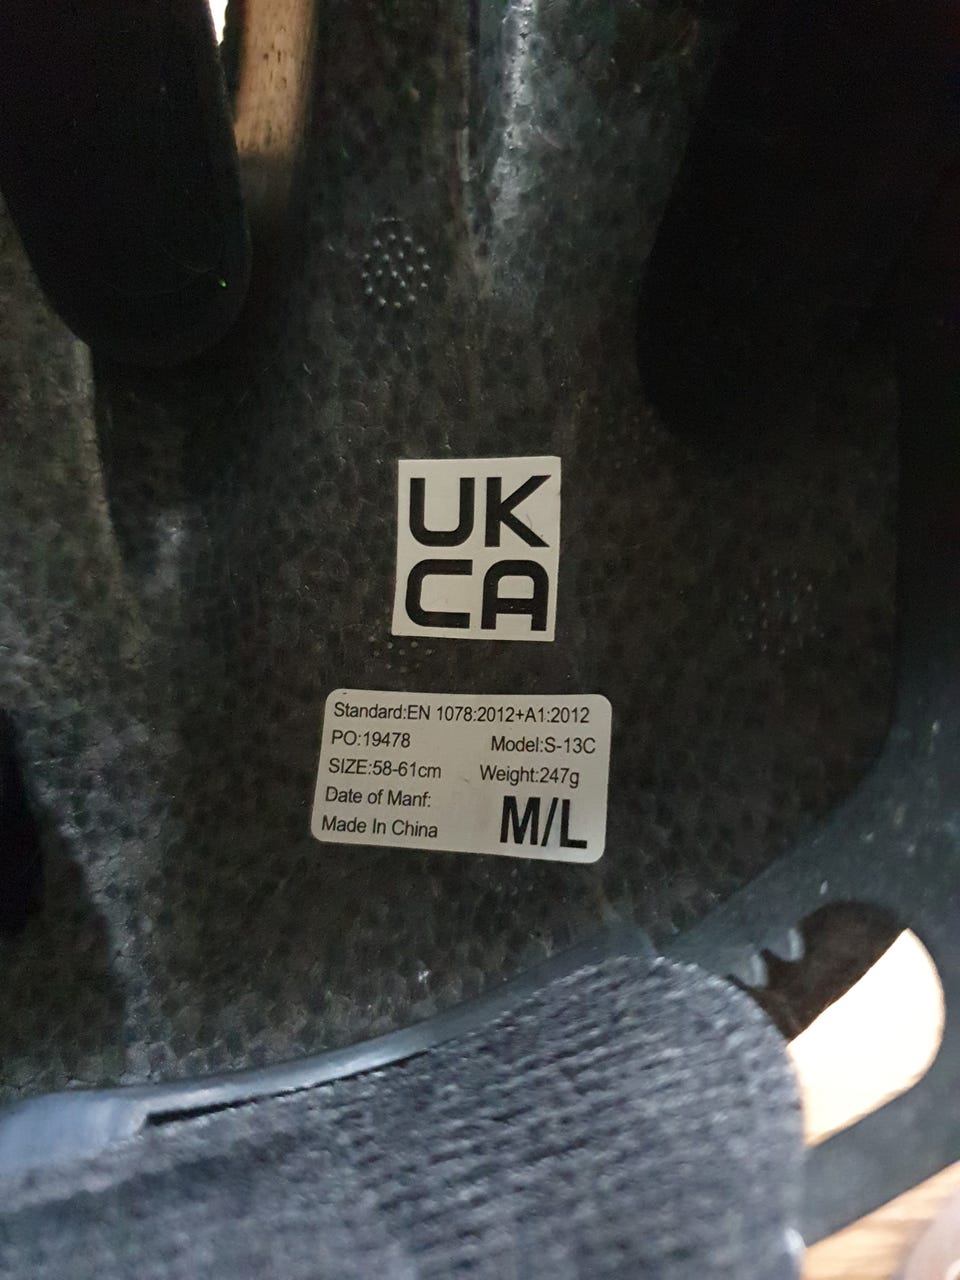 UK
CA
Standard:EN 1078:2012+A1:2012
PO:19478 Model:S-13C
SIZE:58-61cm Weight:247g
Date of Manf:
Made In China M/L